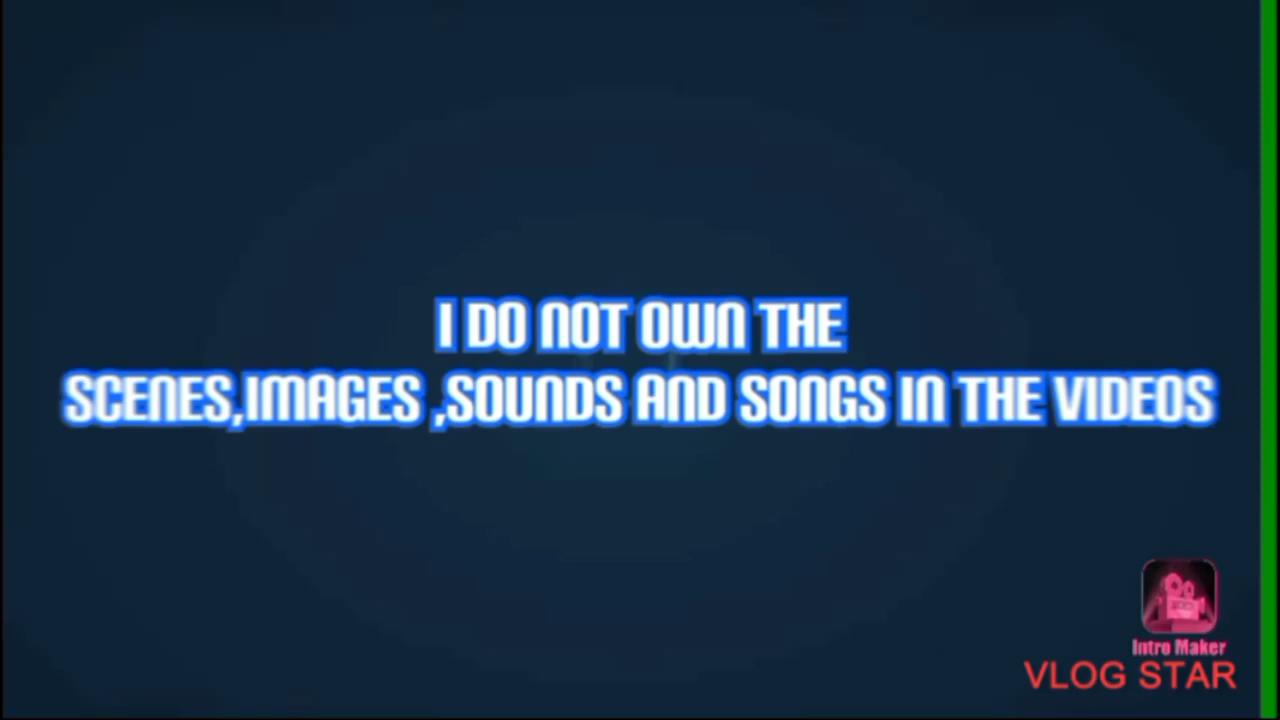 I DO NOT OWN THE
SCENES,IMAGES ,SOUNDS AND SONGS IN THE VIDEOS
Intro Maker
VLOG STAR